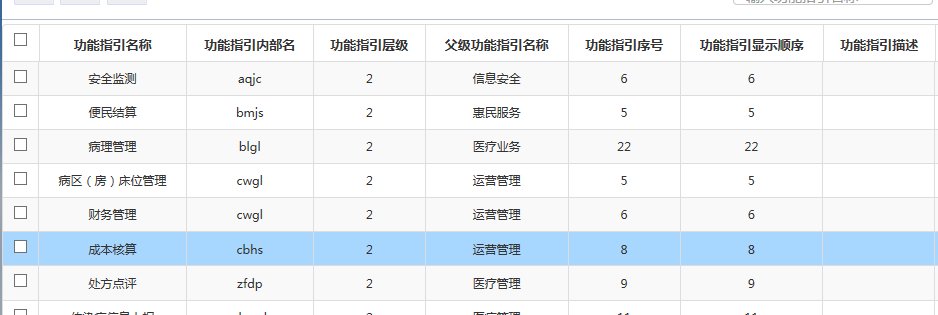 功能指引名称 功能指引内部名 功能指引层级 父级功能指引名称 功能指引序号 功能指引显示顺序 功能指引描述
安全监测 aqjc 2 信息安全 6 6
便民结算 bmjs 2 惠民服务 5 5
病理管理 blgl 2 医疗业务 22 22
病区（房）床位管理 cwgl 2 运营管理 5 5
财务管理 cwgl 2 运营管理 6 6
成本核算 cbhs 2 运营管理 8 8
处方点评 zfdp 2 医疗管理 9 9